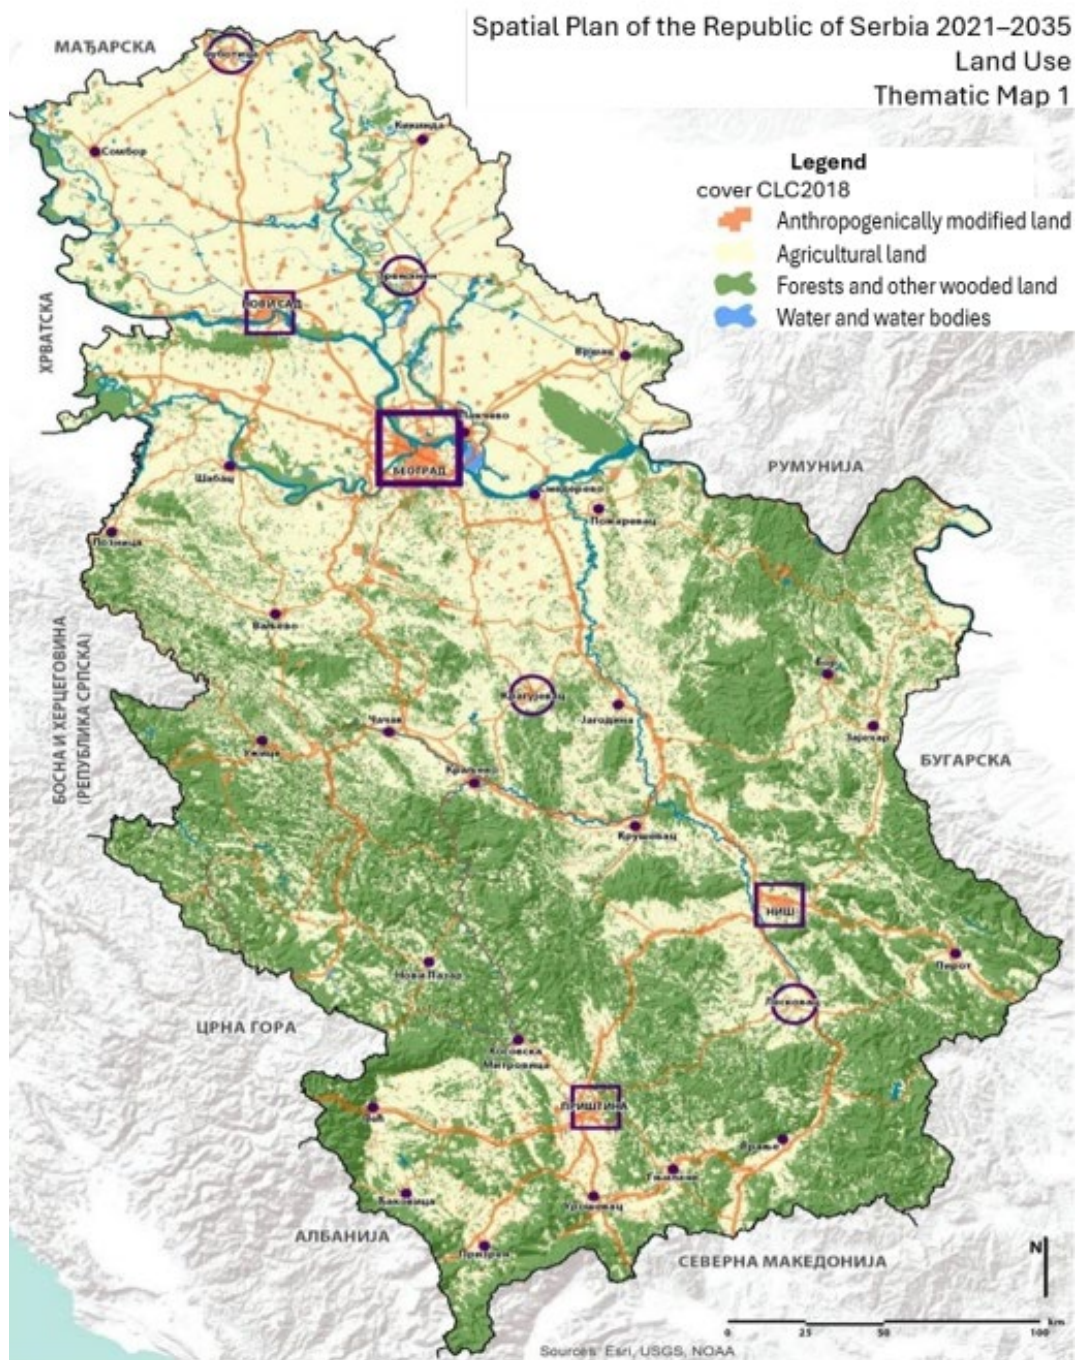 Spatial Plan of the Republic of Serbia 2021–2035
Land Use
Thematic Map 1
Legend
cover CLC2018
Anthropogenically modified land
Agricultural land
Forests and other wooded land
Water and water bodies
МАЂАРСКА
Суботица
Кикинда
Сомбор
Зрењанин
НОВИ САД
ХРВАТСКА
Вршац
Панчево
БЕОГРАД
РУМУНИЈА
Шабац
Смедерево
Пожаревац
Лозница
Ваљево
БОСНА И ХЕРЦЕГОВИНА
(РЕПУБЛИКА СРПСКА)
Бор
Крагујевац
Јагодина
Чачак
Зајечар
Ужице
БУГАРСКА
Краљево
Крушевац
НИШ
Пирот
Нови Пазар
Лесковац
ЦРНА ГОРА
Косовска
Митровица
ПРИШТИНА
Пећ
Врање
Гњилане
Ђаковица
Урошевац
АЛБАНИЈА
Призрен
СЕВЕРНА МАКЕДОНИЈА
N
km
0 25 50 100
Sources: Esri, USGS, NOAA